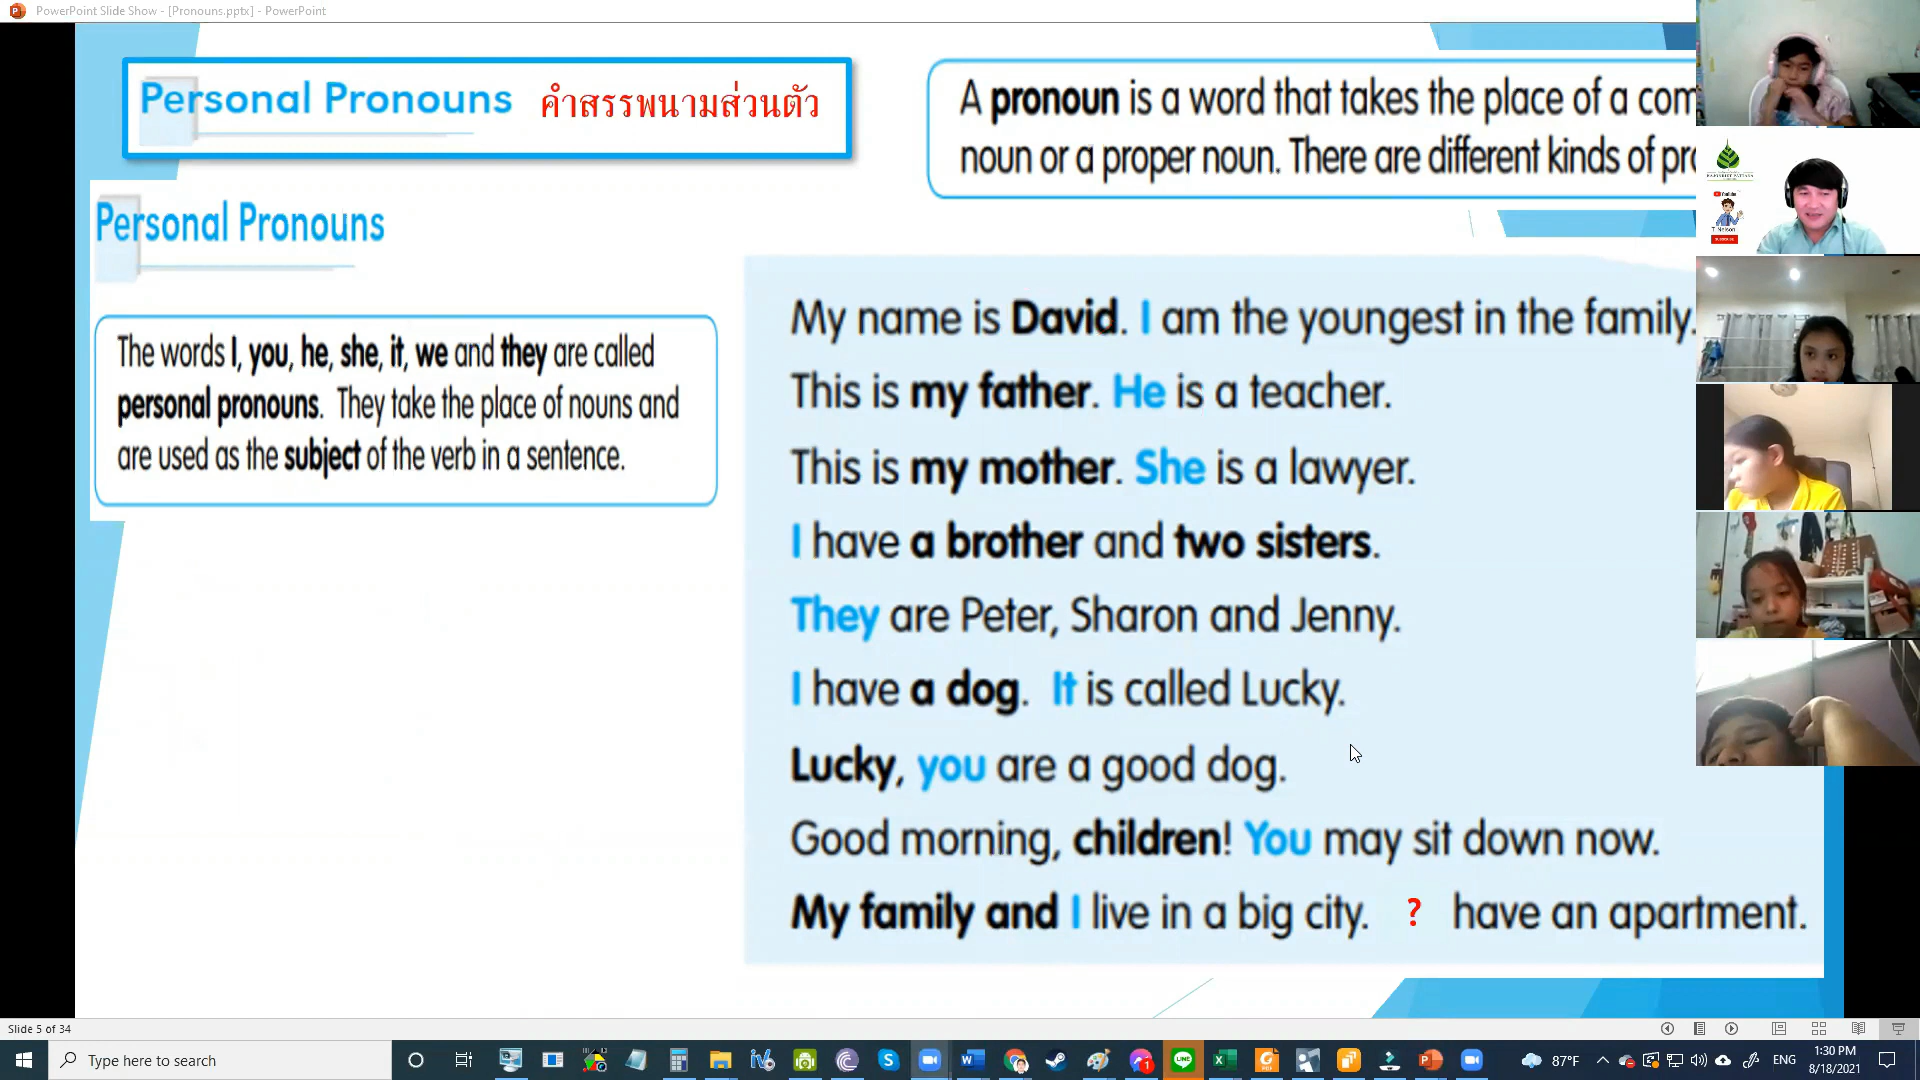 PowerPoint Slide Show - [Pronouns.pptx] - PowerPoint
Personal Pronouns คำสรรพนามส่วนตัว
A pronoun is a word that takes the place of a com
noun or a proper noun. There are different kinds of pro
Personal Pronouns
The words I, you, he, she, it, we and they are called
personal pronouns. They take the place of nouns and
are used as the subject of the verb in a sentence.
My name is David. I am the youngest in the family.
This is my father. He is a teacher.
This is my mother. She is a lawyer.
I have a brother and two sisters.
They are Peter, Sharon and Jenny.
I have a dog. It is called Lucky.
Lucky, you are a good dog.
Good morning, children! You may sit down now.
My family and I live in a big city. ? have an apartment.
YouTube
T. Nelson
SUBSCRIBE
Slide 5 of 34
Type here to search
87°F
ENG
1:30 PM
8/18/2021